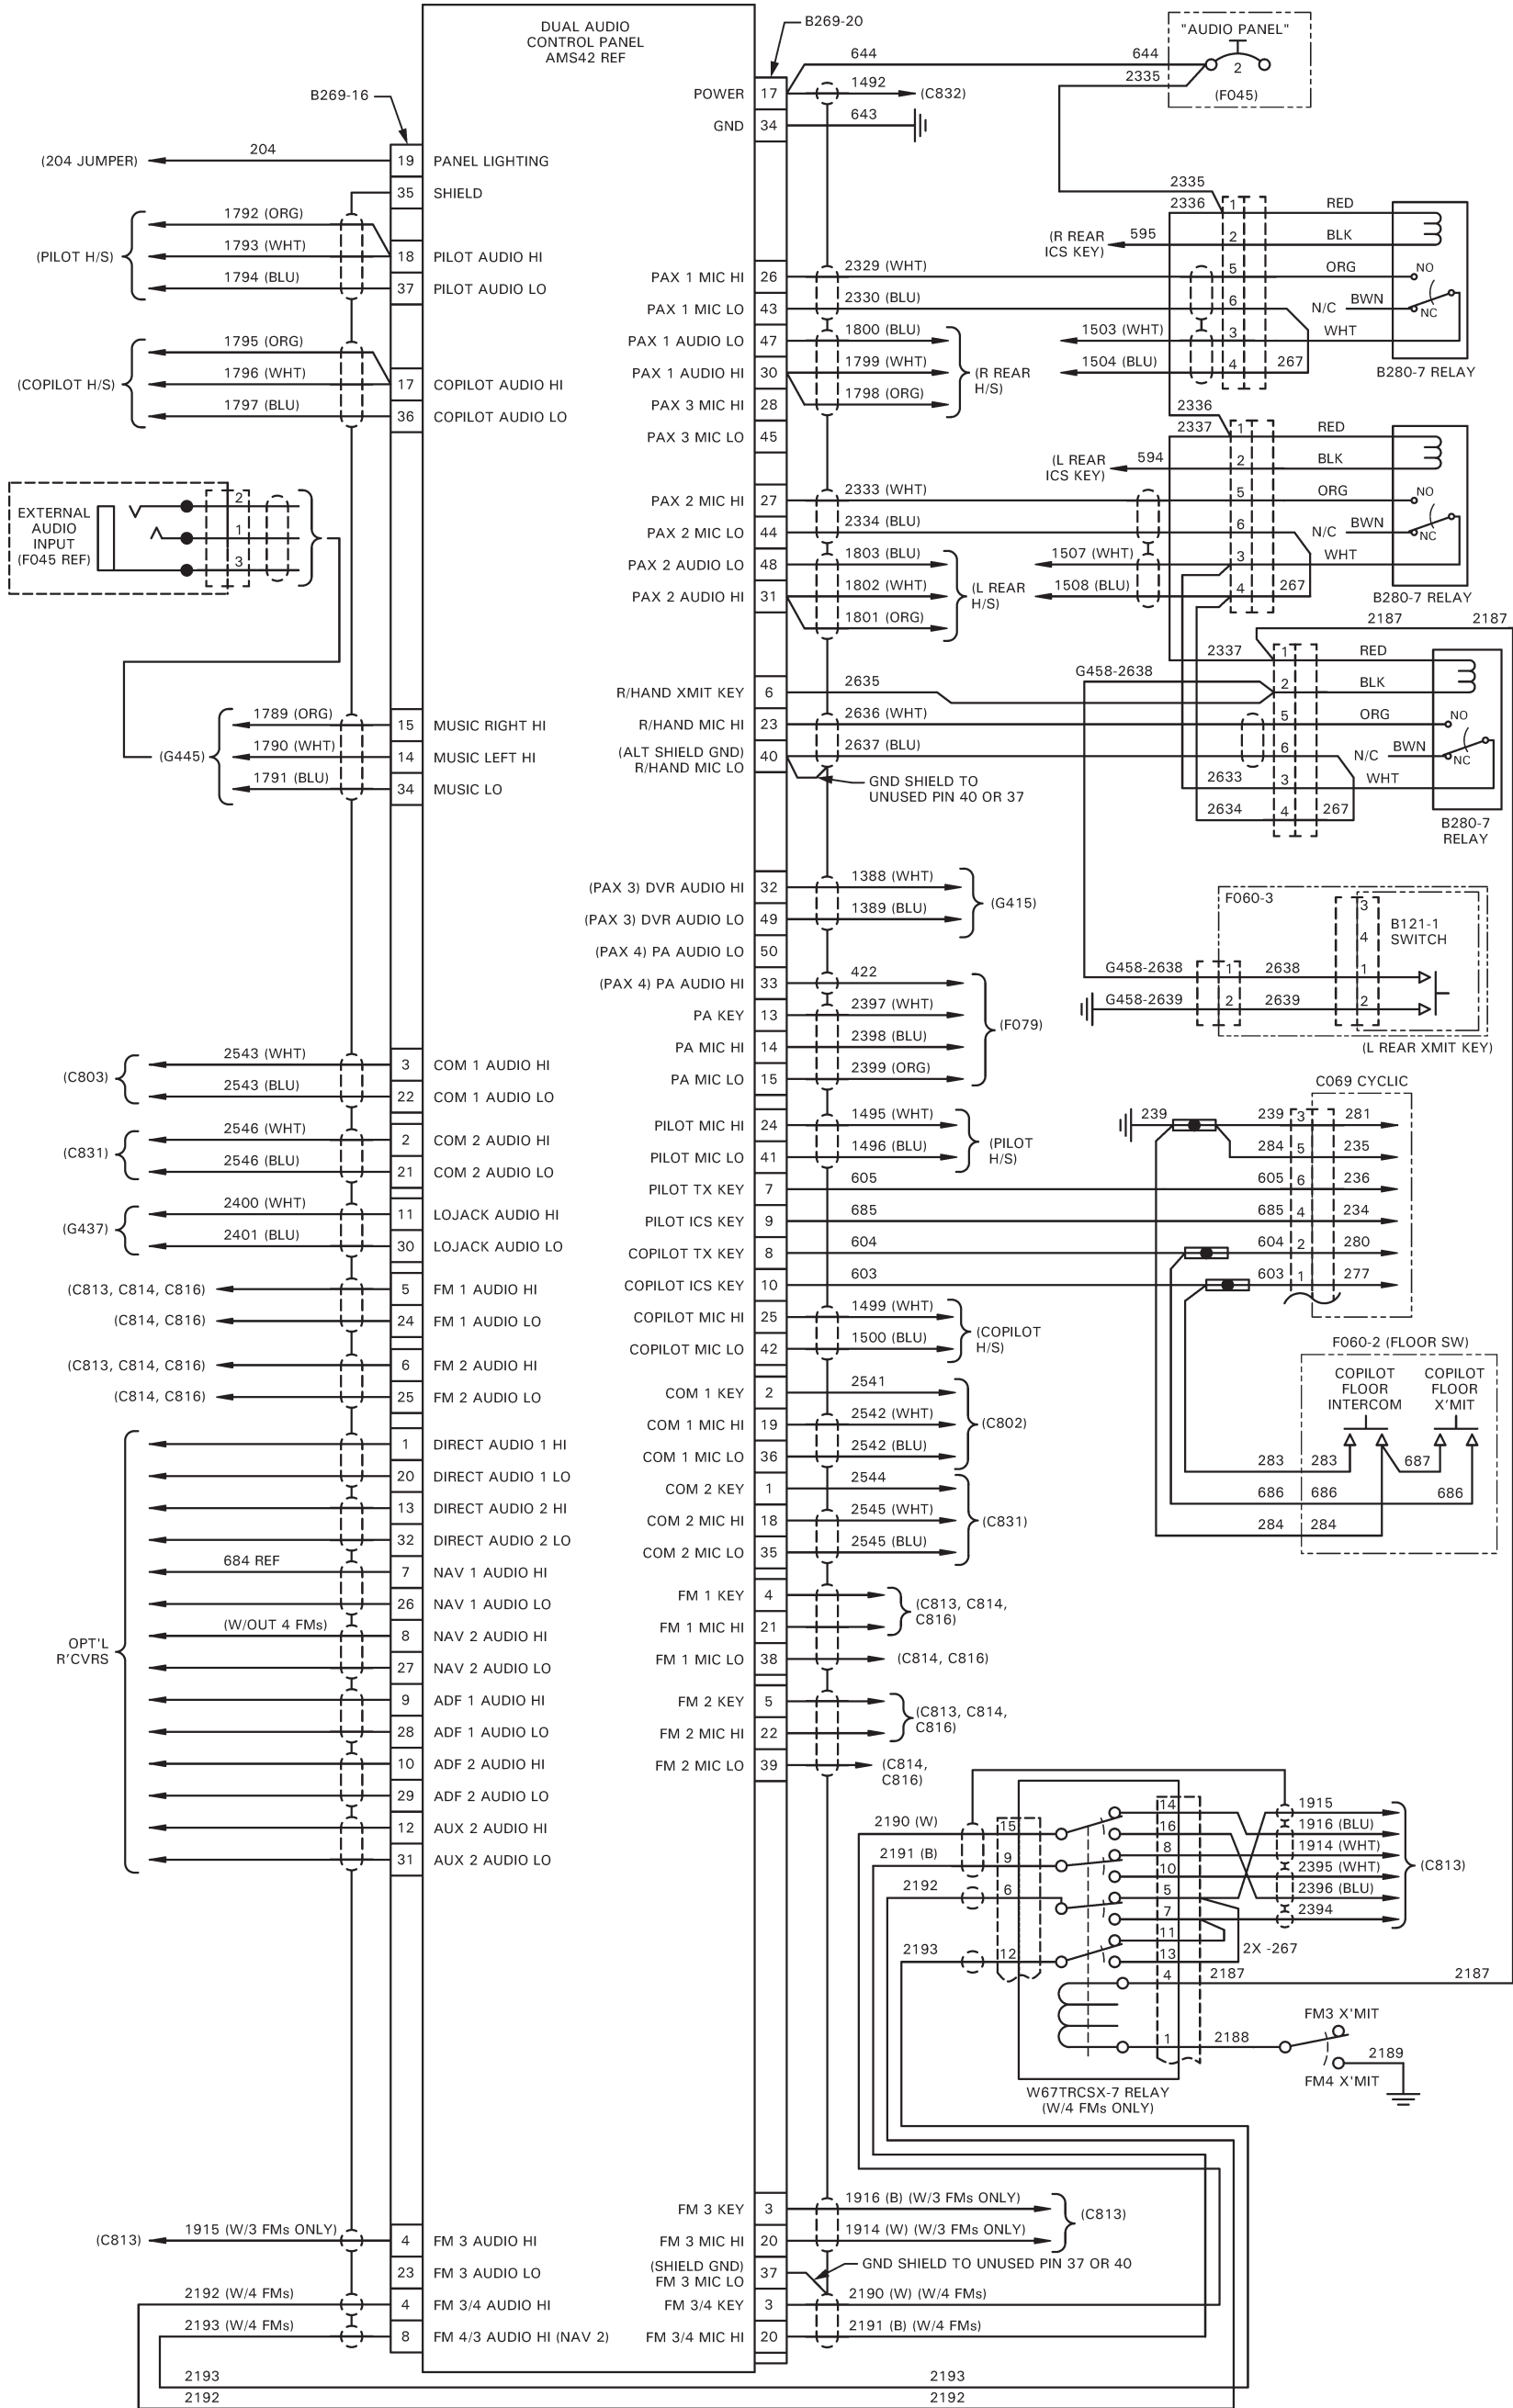 DUAL AUDIO
CONTROL PANEL
AMS42 REF
B269-16
B269-20
"AUDIO PANEL"
2
(F045)
644
644
2335
POWER 17 1492 (C832)
GND 34 643
(204 JUMPER) 204 19 PANEL LIGHTING
35 SHIELD
(PILOT H/S)
1792 (ORG)
1793 (WHT) 18 PILOT AUDIO HI
1794 (BLU) 37 PILOT AUDIO LO
(COPILOT H/S)
1795 (ORG)
1796 (WHT) 17 COPILOT AUDIO HI
1797 (BLU) 36 COPILOT AUDIO LO
EXTERNAL
AUDIO
INPUT
(F045 REF)
2
1
3
(G445)
1789 (ORG) 15 MUSIC RIGHT HI
1790 (WHT) 14 MUSIC LEFT HI
1791 (BLU) 34 MUSIC LO
(C803)
2543 (WHT) 3 COM 1 AUDIO HI
2543 (BLU) 22 COM 1 AUDIO LO
(C831)
2546 (WHT) 2 COM 2 AUDIO HI
2546 (BLU) 21 COM 2 AUDIO LO
(G437)
2400 (WHT) 11 LOJACK AUDIO HI
2401 (BLU) 30 LOJACK AUDIO LO
(C813, C814, C816) 5 FM 1 AUDIO HI
(C814, C816) 24 FM 1 AUDIO LO
(C813, C814, C816) 6 FM 2 AUDIO HI
(C814, C816) 25 FM 2 AUDIO LO
OPT'L
R'CVRS
1 DIRECT AUDIO 1 HI
20 DIRECT AUDIO 1 LO
13 DIRECT AUDIO 2 HI
32 DIRECT AUDIO 2 LO
684 REF 7 NAV 1 AUDIO HI
26 NAV 1 AUDIO LO
(W/OUT 4 FMs) 8 NAV 2 AUDIO HI
27 NAV 2 AUDIO LO
9 ADF 1 AUDIO HI
28 ADF 1 AUDIO LO
10 ADF 2 AUDIO HI
29 ADF 2 AUDIO LO
12 AUX 2 AUDIO HI
31 AUX 2 AUDIO LO
(C813) 1915 (W/3 FMs ONLY) 4 FM 3 AUDIO HI
23 FM 3 AUDIO LO
2192 (W/4 FMs) 4 FM 3/4 AUDIO HI
2193 (W/4 FMs) 8 FM 4/3 AUDIO HI (NAV 2)
2193 2193
2192 2192
PAX 1 MIC HI 26 2329 (WHT)
PAX 1 MIC LO 43 2330 (BLU)
PAX 1 AUDIO LO 47 1800 (BLU)
PAX 1 AUDIO HI 30 1799 (WHT)
PAX 3 MIC HI 28 1798 (ORG)
(R REAR
H/S)
PAX 3 MIC LO 45
PAX 2 MIC HI 27 2333 (WHT)
PAX 2 MIC LO 44 2334 (BLU)
PAX 2 AUDIO LO 48 1803 (BLU)
PAX 2 AUDIO HI 31 1802 (WHT)
1801 (ORG)
(L REAR
H/S)
R/HAND XMIT KEY 6 2635
R/HAND MIC HI 23 2636 (WHT)
(ALT SHIELD GND)
R/HAND MIC LO 40 2637 (BLU)
GND SHIELD TO
UNUSED PIN 40 OR 37
(PAX 3) DVR AUDIO HI 32 1388 (WHT)
(PAX 3) DVR AUDIO LO 49 1389 (BLU)
(G415)
(PAX 4) PA AUDIO LO 50
(PAX 4) PA AUDIO HI 33 422
PA KEY 13 2397 (WHT)
PA MIC HI 14 2398 (BLU)
PA MIC LO 15 2399 (ORG)
(F079)
PILOT MIC HI 24 1495 (WHT)
PILOT MIC LO 41 1496 (BLU)
(PILOT
H/S)
PILOT TX KEY 7 605
PILOT ICS KEY 9 685
COPILOT TX KEY 8 604
COPILOT ICS KEY 10 603
COPILOT MIC HI 25 1499 (WHT)
COPILOT MIC LO 42 1500 (BLU)
(COPILOT
H/S)
COM 1 KEY 2 2541
COM 1 MIC HI 19 2542 (WHT)
COM 1 MIC LO 36 2542 (BLU)
(C802)
COM 2 KEY 1 2544
COM 2 MIC HI 18 2545 (WHT)
COM 2 MIC LO 35 2545 (BLU)
(C831)
FM 1 KEY 4
FM 1 MIC HI 21
(C813, C814,
C816)
FM 1 MIC LO 38 (C814, C816)
FM 2 KEY 5
FM 2 MIC HI 22
(C813, C814,
C816)
FM 2 MIC LO 39 (C814,
C816)
FM 3 KEY 3 1916 (B) (W/3 FMs ONLY)
FM 3 MIC HI 20 1914 (W) (W/3 FMs ONLY)
(C813)
(SHIELD GND)
FM 3 MIC LO 37
GND SHIELD TO UNUSED PIN 37 OR 40
FM 3/4 KEY 3 2190 (W) (W/4 FMs)
FM 3/4 MIC HI 20 2191 (B) (W/4 FMs)
2335
2336 1 RED
(R REAR
ICS KEY) 595 2 BLK
5 ORG NO
6 N/C BWN NC
1503 (WHT) 3 WHT
1504 (BLU) 4 267
B280-7 RELAY
2336
2337 1 RED
(L REAR
ICS KEY) 594 2 BLK
5 ORG NO
6 N/C BWN NC
1507 (WHT) 3 WHT
1508 (BLU) 4 267
B280-7 RELAY
2187 2187
2337 1 RED
G458-2638 2 BLK
5 ORG NO
6 N/C BWN NC
2633 3 WHT
2634 4 267
B280-7
RELAY
F060-3
3
4
B121-1
SWITCH
G458-2638 1 2638 1
G458-2639 2 2639 2
(L REAR XMIT KEY)
C069 CYCLIC
239 239 3 281
284 5 235
605 6 236
685 4 234
604 2 280
603 1 277
F060-2 (FLOOR SW)
COPILOT
FLOOR
INTERCOM
COPILOT
FLOOR
X'MIT
283 283 687
686 686 686
284 284
2190 (W) 15
2191 (B) 9
2192 6
2193 12
14 1915
16 1916 (BLU)
8 1914 (WHT)
10 2395 (WHT)
5 2396 (BLU)
7 2394
(C813)
11
13 2X -267
4 2187 2187
1 2188
FM3 X'MIT
2189
FM4 X'MIT
W67TRCSX-7 RELAY
(W/4 FMs ONLY)